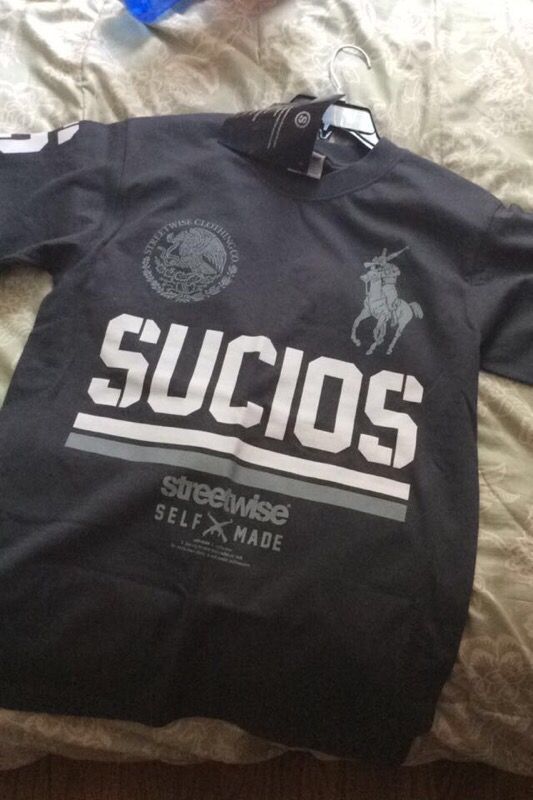 STREETWISE CLOTHING CO.
SUCIOS
streetwise
SELF MADE